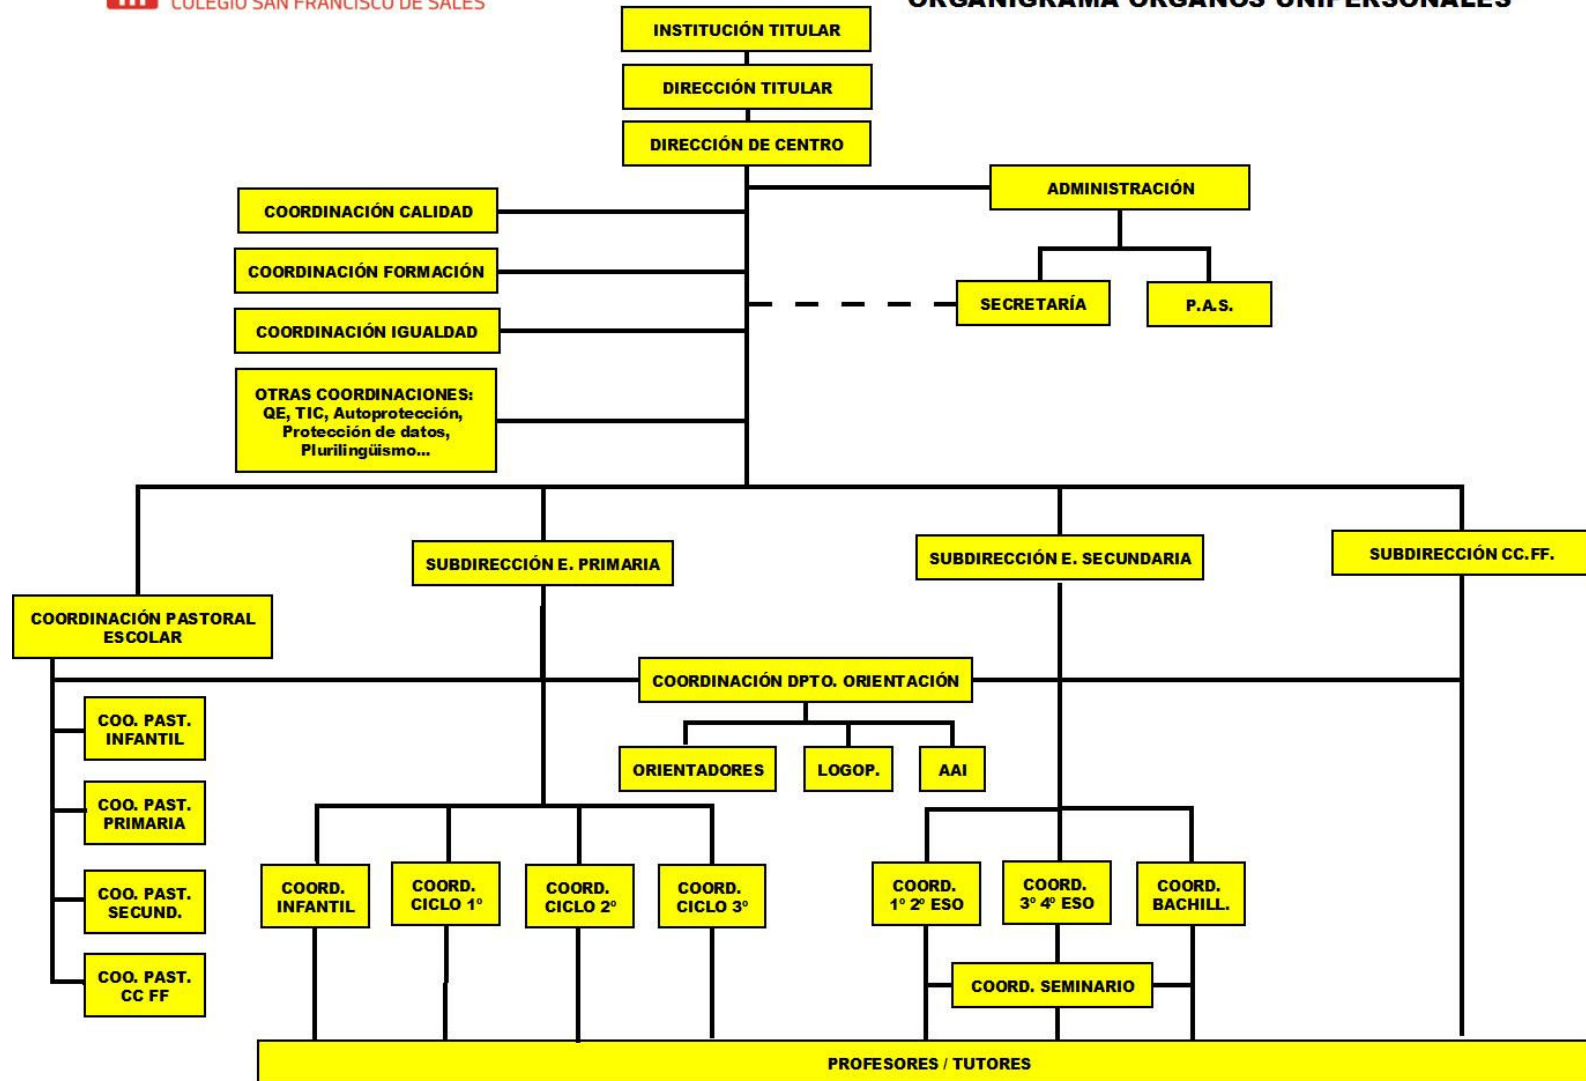 COLEGIO SAN FRANCISCO DE SALES
ORGANIGRAMA ÓRGANOS UNIPERSONALES
INSTITUCIÓN TITULAR
DIRECCIÓN TITULAR
DIRECCIÓN DE CENTRO
ADMINISTRACIÓN
COORDINACIÓN CALIDAD
COORDINACIÓN FORMACIÓN
SECRETARÍA
P.A.S.
COORDINACIÓN IGUALDAD
OTRAS COORDINACIONES:
QE, TIC, Autoprotección,
Protección de datos,
Plurilingüismo...
SUBDIRECCIÓN E. PRIMARIA
SUBDIRECCIÓN E. SECUNDARIA
SUBDIRECCIÓN CC.FF.
COORDINACIÓN PASTORAL
ESCOLAR
COORDINACIÓN DPTO. ORIENTACIÓN
COO. PAST.
INFANTIL
ORIENTADORES
LOGOP.
AAI
COO. PAST.
PRIMARIA
COO. PAST.
SECUND.
COORD.
INFANTIL
COORD.
CICLO 1º
COORD.
CICLO 2º
COORD.
CICLO 3º
COORD.
1º 2º ESO
COORD.
3º 4º ESO
COORD.
BACHILL.
COO. PAST.
CC FF
COORD. SEMINARIO
PROFESORES / TUTORES